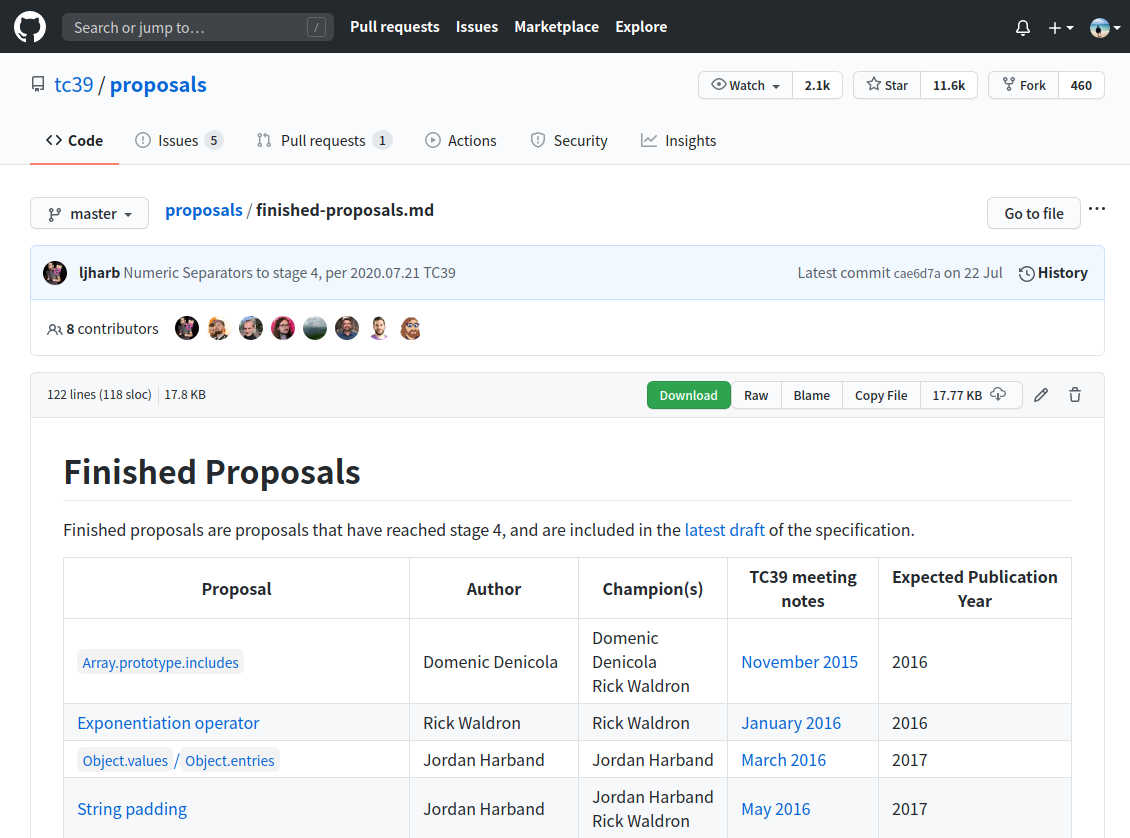 Search or jump to…
/
Pull requests
Issues
Marketplace
Explore
tc39 / proposals
Watch
2.1k
Star
11.6k
Fork
460
Code
Issues 5
Pull requests 1
Actions
Security
Insights
master
proposals / finished-proposals.md
Go to file
ljharb Numeric Separators to stage 4, per 2020.07.21 TC39
Latest commit cae6d7a on 22 Jul
History
8 contributors
122 lines (118 sloc)
17.8 KB
Download
Raw
Blame
Copy File
17.77 KB
Finished Proposals
Finished proposals are proposals that have reached stage 4, and are included in the latest draft of the specification.
Proposal
Author
Champion(s)
TC39 meeting
notes
Expected Publication
Year
Array.prototype.includes
Domenic Denicola
Domenic
Denicola
Rick Waldron
November 2015
2016
Exponentiation operator
Rick Waldron
Rick Waldron
January 2016
2016
Object.values / Object.entries
Jordan Harband
Jordan Harband
March 2016
2017
String padding
Jordan Harband
Jordan Harband
Rick Waldron
May 2016
2017